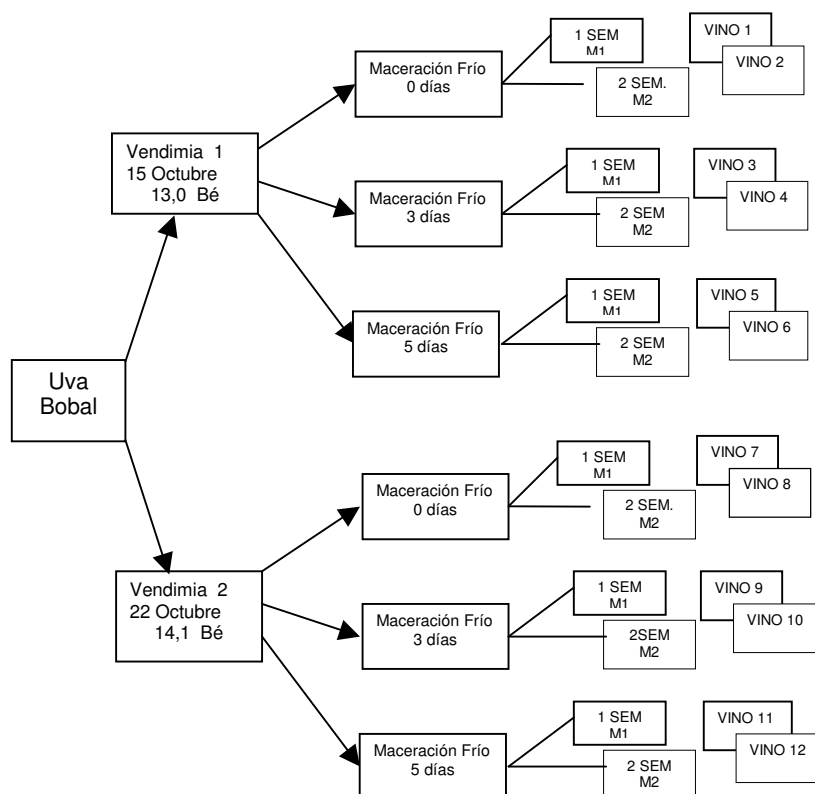 1 SEM
M1
VINO 1
VINO 2
Maceración Frío
0 días
2 SEM.
M2
Vendimia 1
15 Octubre
13,0 Bé
1 SEM
M1
VINO 3
VINO 4
Maceración Frío
3 días
2 SEM
M2
1 SEM
M1
VINO 5
VINO 6
Maceración Frío
5 días
2 SEM
M2
Uva
Bobal
1 SEM
M1
VINO 7
VINO 8
Maceración Frío
0 días
2 SEM.
M2
Vendimia 2
22 Octubre
14,1 Bé
1 SEM
M1
VINO 9
VINO 10
Maceración Frío
3 días
2SEM
M2
1 SEM
M1
VINO 11
VINO 12
Maceración Frío
5 días
2 SEM
M2